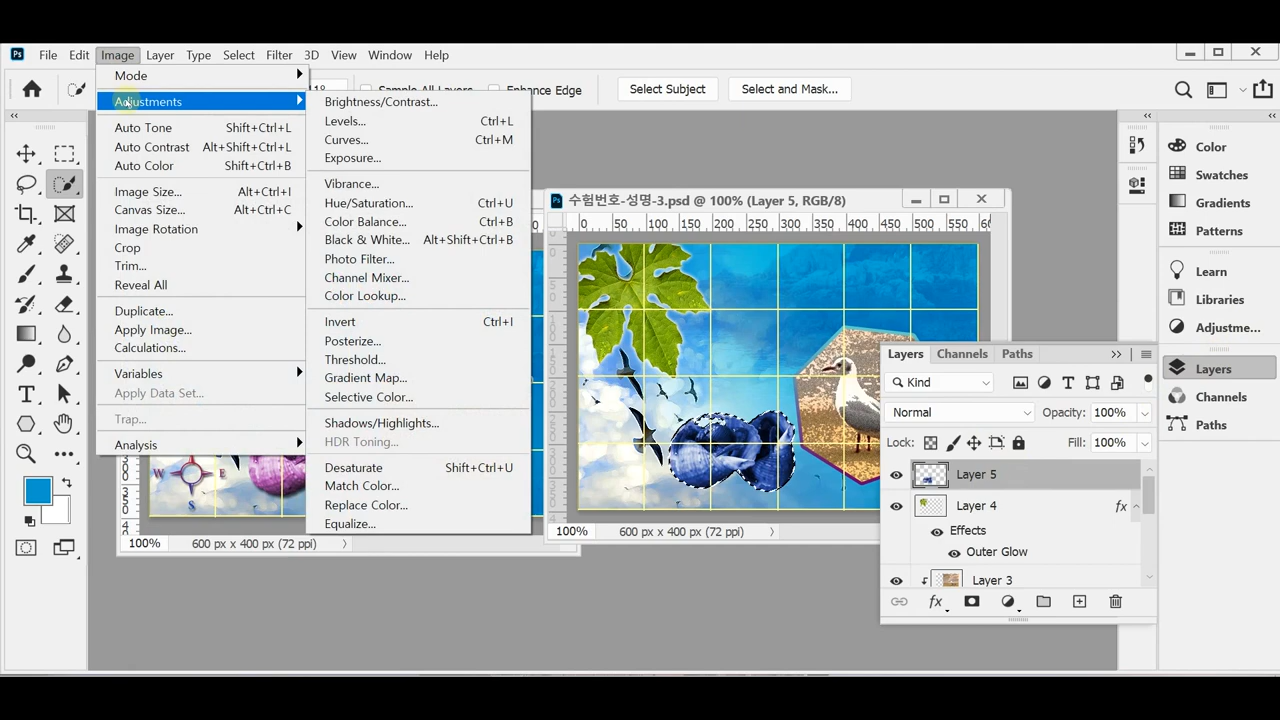 Ps File Edit Image Layer Type Select Filter 3D View Window Help
Enhance Edge Select Subject Select and Mask...
Mode
Adjustments
Auto Tone Shift+Ctrl+L
Auto Contrast Alt+Shift+Ctrl+L
Auto Color Shift+Ctrl+B
Image Size... Alt+Ctrl+I
Canvas Size... Alt+Ctrl+C
Image Rotation
Crop
Trim...
Reveal All
Duplicate...
Apply Image...
Calculations...
Variables
Apply Data Set...
Trap...
Analysis
Brightness/Contrast...
Levels... Ctrl+L
Curves... Ctrl+M
Exposure...
Vibrance...
Hue/Saturation... Ctrl+U
Color Balance... Ctrl+B
Black & White... Alt+Shift+Ctrl+B
Photo Filter...
Channel Mixer...
Color Lookup...
Invert Ctrl+I
Posterize...
Threshold...
Gradient Map...
Selective Color...
Shadows/Highlights...
HDR Toning...
Desaturate Shift+Ctrl+U
Match Color...
Replace Color...
Equalize...
W E
S
100% 600 px x 400 px (72 ppi)
Ps 수험번호-성명-3.psd @ 100% (Layer 5, RGB/8)
0 50 100 150 200 250 300 350 400 450 500 550 60
100% 600 px x 400 px (72 ppi)
Layers Channels Paths
Kind
Normal Opacity: 100%
Lock: Fill: 100%
Layer 5
Layer 4 fx
Effects
Outer Glow
Layer 3
fx
Color
Swatches
Gradients
Patterns
Learn
Libraries
Adjustme...
Layers
Channels
Paths